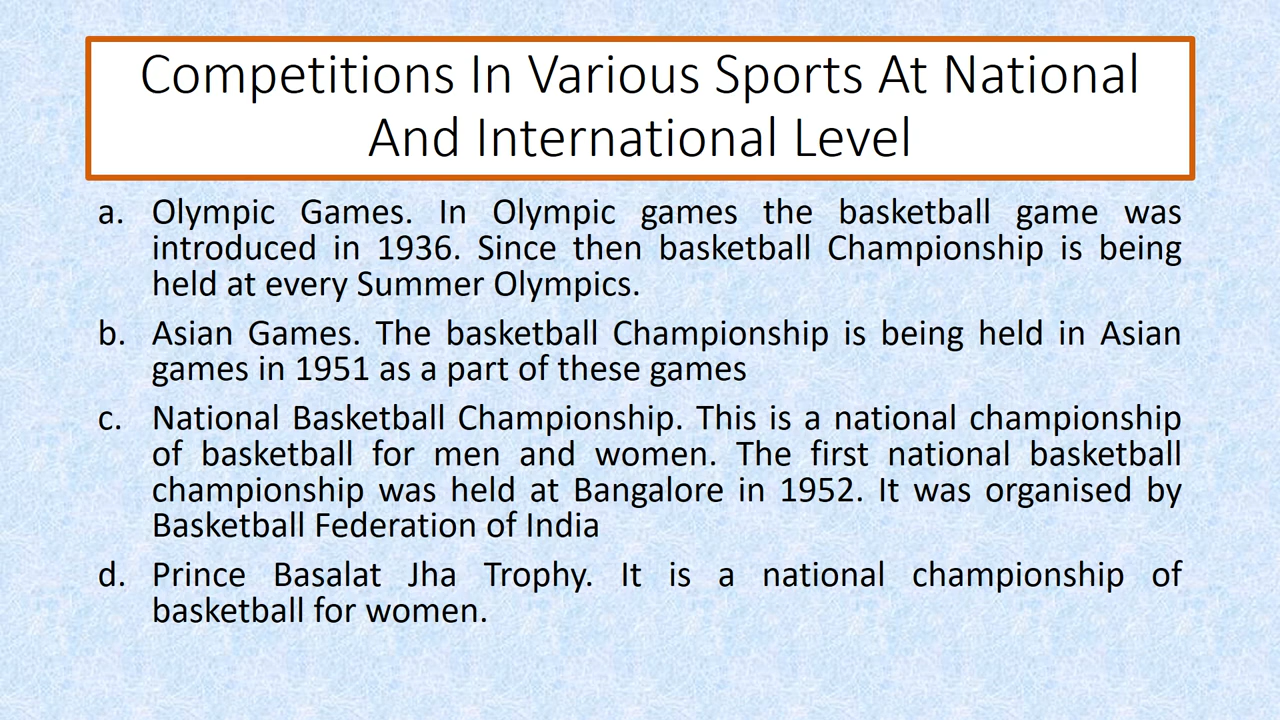 Competitions In Various Sports At National
And International Level
a. Olympic Games. In Olympic games the basketball game was
introduced in 1936. Since then basketball Championship is being
held at every Summer Olympics.
b. Asian Games. The basketball Championship is being held in Asian
games in 1951 as a part of these games
c. National Basketball Championship. This is a national championship
of basketball for men and women. The first national basketball
championship was held at Bangalore in 1952. It was organised by
Basketball Federation of India
d. Prince Basalat Jha Trophy. It is a national championship of
basketball for women.